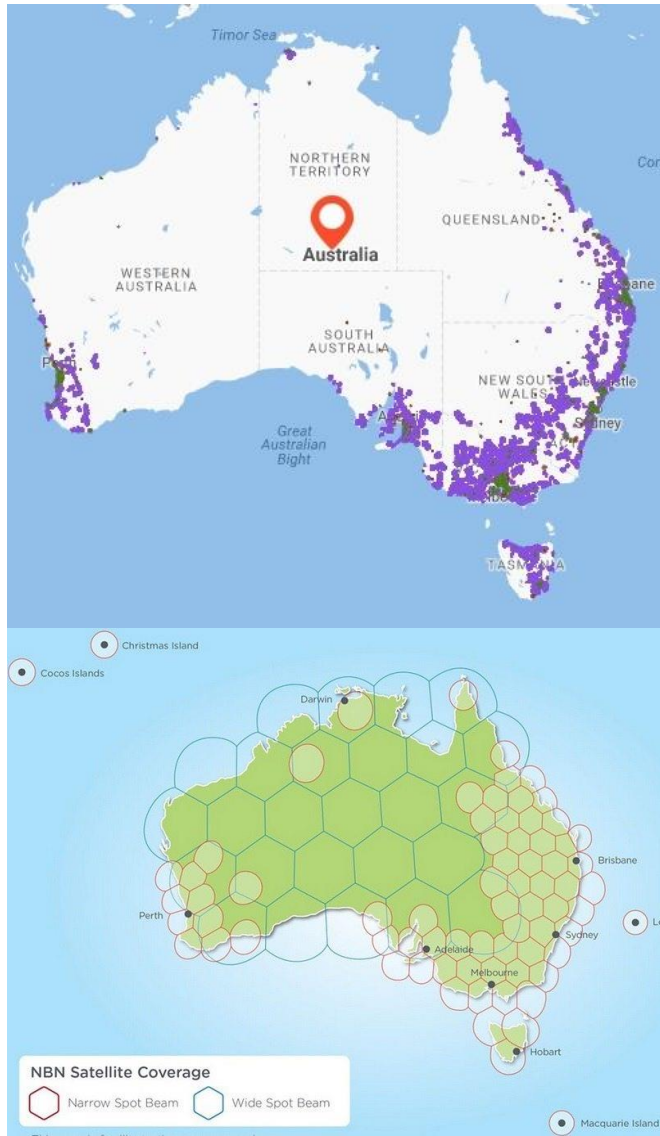 Timor Sea
NORTHERN
TERRITORY
QUEENSLAND
Australia
WESTERN
AUSTRALIA
SOUTH
AUSTRALIA
NEW SOUTH
WALES
Sydney
Great
Australian
Bight
TASMANIA
Christmas Island
Cocos Islands
Darwin
Brisbane
Perth
Sydney
Adelaide
Melbourne
Hobart
NBN Satellite Coverage
Narrow Spot Beam
Wide Spot Beam
Macquarie Island